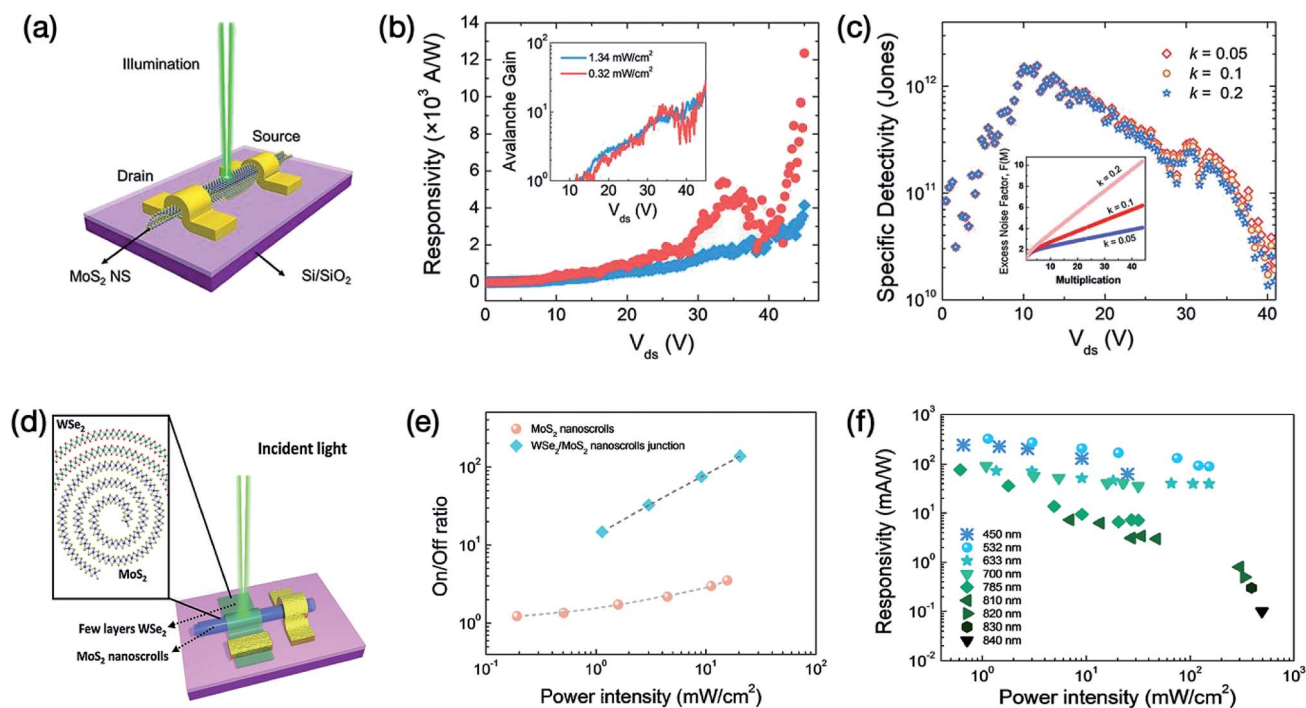 (a)
Illumination
Source
Drain
MoS₂ NS
Si/SiO₂
(b)
Responsivity (×10³ A/W)
14
12
10
8
6
4
2
0
0 10 20 30 40
V_ds (V)
Avalanche Gain
10²
10¹
10⁰
1.34 mW/cm²
0.32 mW/cm²
10 15 20 25 30 35 40 45
V_ds (V)
(c)
Specific Detectivity (Jones)
10¹²
10¹¹
10¹⁰
0 10 20 30 40
V_ds (V)
k = 0.05
k = 0.1
k = 0.2
Excess Noise Factor, F(M)
10
8
6
4
2
k = 0.2
k = 0.1
k = 0.05
10 20 30 40
Multiplication
(d)
WSe₂
MoS₂
Incident light
Few layers WSe₂
MoS₂ nanoscrolls
(e)
On/Off ratio
10²
10¹
10⁰
MoS₂ nanoscrolls
WSe₂/MoS₂ nanoscrolls junction
10⁻¹ 10⁰ 10¹ 10²
Power intensity (mW/cm²)
(f)
Responsivity (mA/W)
10³
10²
10¹
10⁰
10⁻¹
10⁻²
450 nm
532 nm
633 nm
700 nm
785 nm
810 nm
820 nm
830 nm
840 nm
10⁰ 10¹ 10² 10³
Power intensity (mW/cm²)